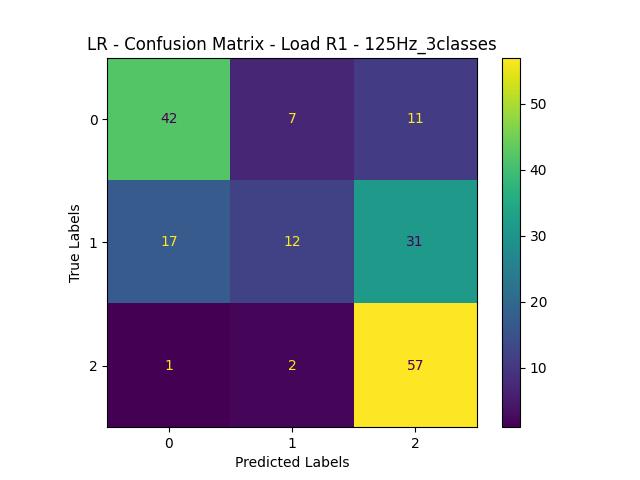 LR - Confusion Matrix - Load R1 - 125Hz_3classes
0 42 7 11
1 17 12 31
2 1 2 57
0 1 2
Predicted Labels
True Labels
50
40
30
20
10